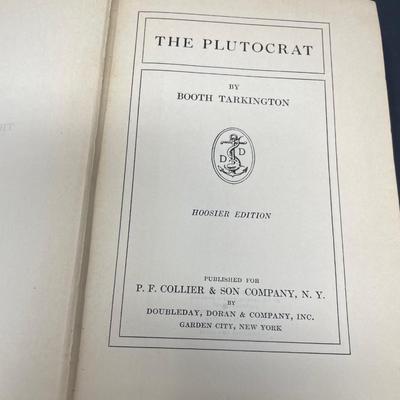 THE PLUTOCRAT
BY
BOOTH TARKINGTON
D D
HOOSIER EDITION
PUBLISHED FOR
P. F. COLLIER & SON COMPANY, N. Y.
BY
DOUBLEDAY, DORAN & COMPANY, INC.
GARDEN CITY, NEW YORK